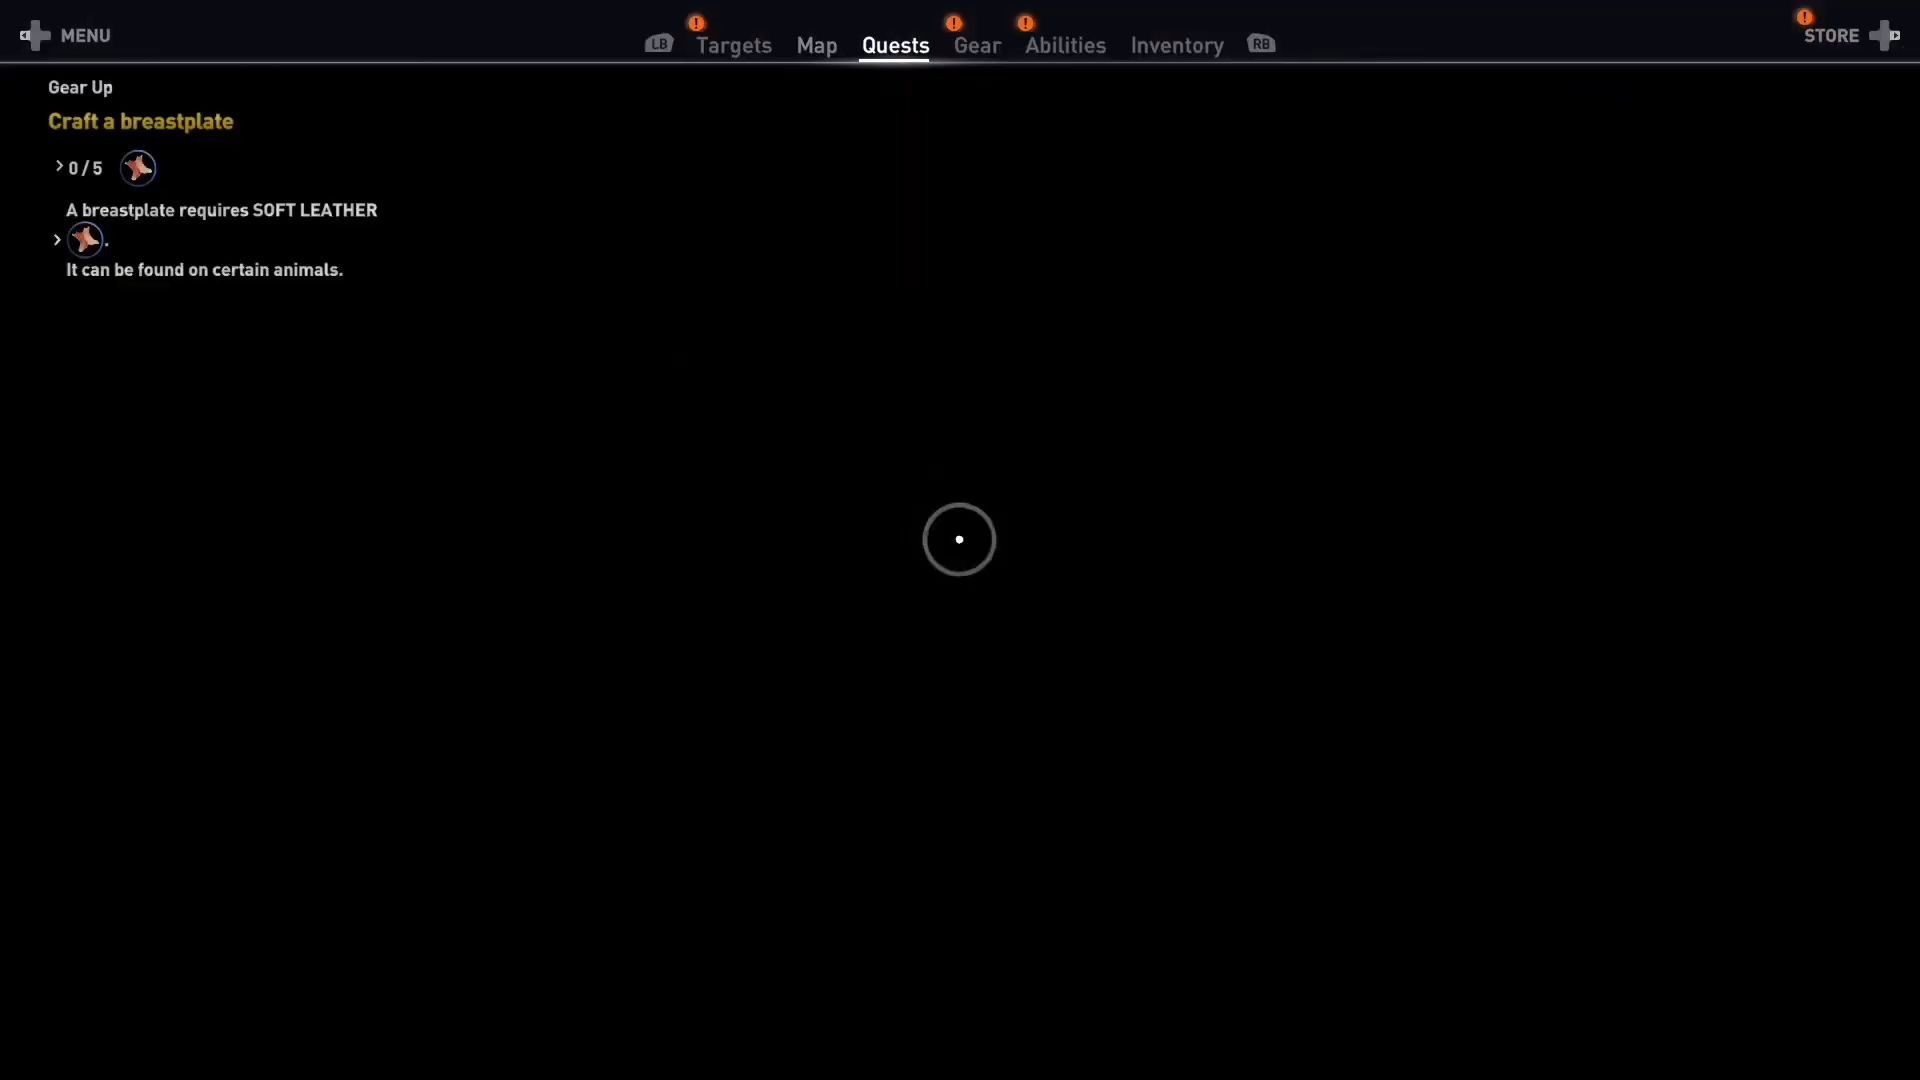 MENU
LB Targets Map Quests Gear Abilities Inventory RB
STORE
Gear Up
Craft a breastplate
0/5
A breastplate requires SOFT LEATHER
.
It can be found on certain animals.